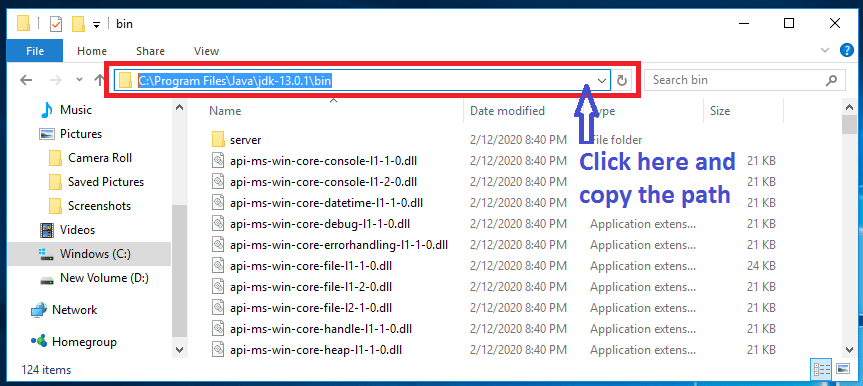 bin
File Home Share View
C:\Program Files\Java\jdk-13.0.1\bin
Search bin
Music
Pictures
Camera Roll
Saved Pictures
Screenshots
Videos
Windows (C:)
New Volume (D:)
Network
Homegroup
Name Date modified Type Size
server 2/12/2020 8:40 PM File folder
api-ms-win-core-console-l1-1-0.dll 2/12/2020 8:40 PM 21 KB
api-ms-win-core-console-l1-2-0.dll 2/12/2020 8:40 PM 21 KB
api-ms-win-core-datetime-l1-1-0.dll 2/12/2020 8:40 PM 21 KB
api-ms-win-core-debug-l1-1-0.dll 2/12/2020 8:40 PM Application extens... 21 KB
api-ms-win-core-errorhandling-l1-1-0.dll 2/12/2020 8:40 PM Application extens... 21 KB
api-ms-win-core-file-l1-1-0.dll 2/12/2020 8:40 PM Application extens... 24 KB
api-ms-win-core-file-l1-2-0.dll 2/12/2020 8:40 PM Application extens... 21 KB
api-ms-win-core-file-l2-1-0.dll 2/12/2020 8:40 PM Application extens... 21 KB
api-ms-win-core-handle-l1-1-0.dll 2/12/2020 8:40 PM Application extens... 21 KB
api-ms-win-core-heap-l1-1-0.dll 2/12/2020 8:40 PM Application extens... 21 KB
Click here and
copy the path
124 items